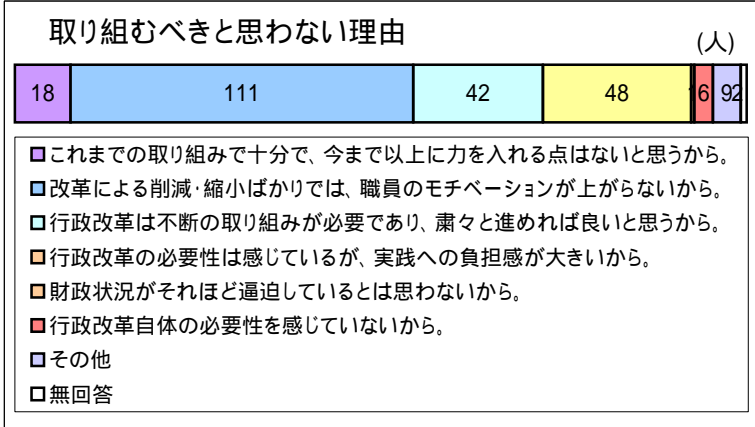 取り組むべきと思わない理由
(人)
18 111 42 48 1 6 9 2
これまでの取り組みで十分で、今まで以上に力を入れる点はないと思うから。
改革による削減・縮小ばかりでは、職員のモチベーションが上がらないから。
行政改革は不断の取り組みが必要であり、粛々と進めれば良いと思うから。
行政改革の必要性は感じているが、実践への負担感が大きいから。
財政状況がそれほど逼迫しているとは思わないから。
行政改革自体の必要性を感じていないから。
その他
無回答